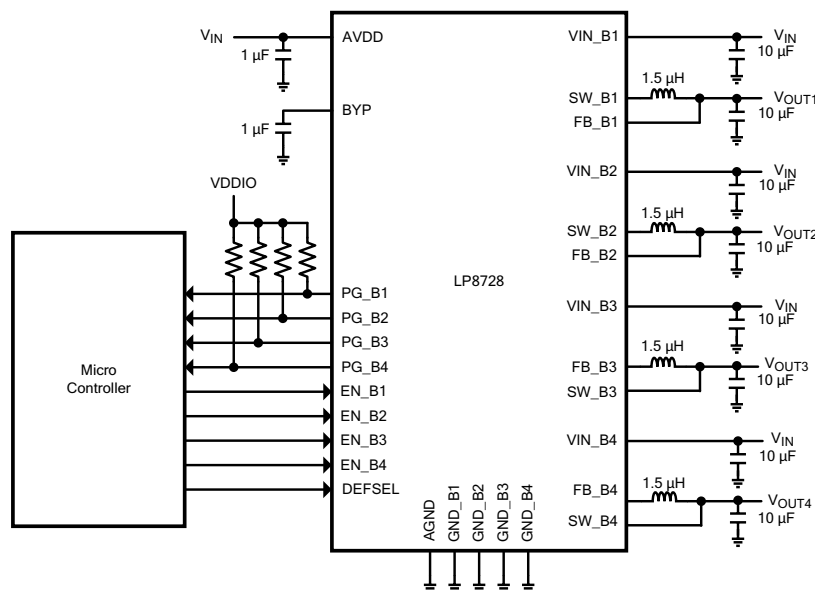 VIN
AVDD
1 µF
BYP
1 µF
VDDIO
Micro
Controller
PG_B1
PG_B2
PG_B3
PG_B4
EN_B1
EN_B2
EN_B3
EN_B4
DEFSEL
LP8728
AGND
GND_B1
GND_B2
GND_B3
GND_B4
VIN_B1
VIN
10 µF
1.5 µH
SW_B1
VOUT1
FB_B1
10 µF
VIN_B2
VIN
10 µF
1.5 µH
SW_B2
VOUT2
FB_B2
10 µF
VIN_B3
VIN
10 µF
1.5 µH
FB_B3
VOUT3
SW_B3
10 µF
VIN_B4
VIN
10 µF
1.5 µH
FB_B4
VOUT4
SW_B4
10 µF